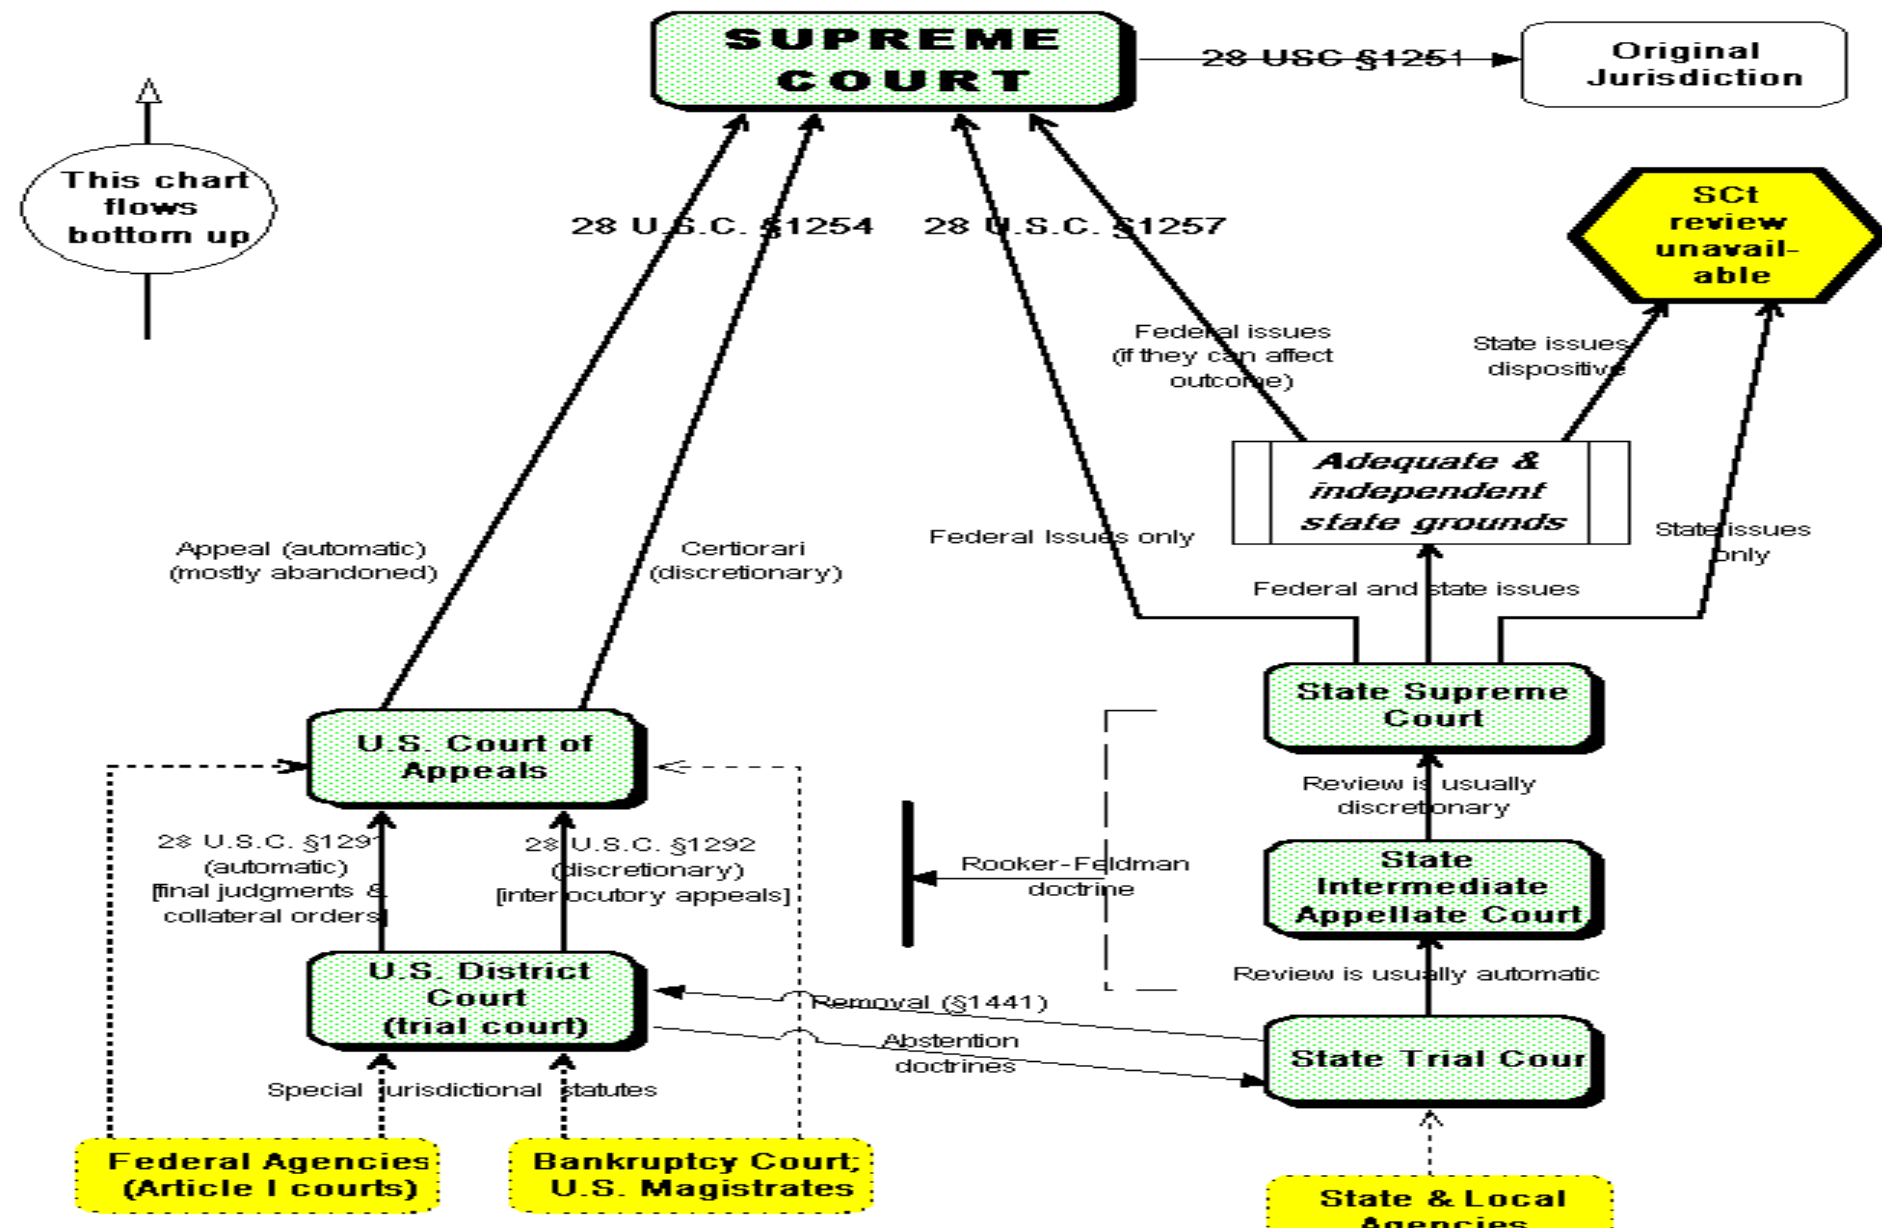 SUPREME
COURT
28 USC §1251
Original
Jurisdiction
This chart
flows
bottom up
SCt
review
unavail-
able
28 U.S.C. §1254
28 U.S.C. §1257
Federal issues
(if they can affect
outcome)
State issues
dispositive
Adequate &
independent
state grounds
Appeal (automatic)
(mostly abandoned)
Certiorari
(discretionary)
Federal Issues only
State issues
only
Federal and state issues
State Supreme
Court
U.S. Court of
Appeals
Review is usually
discretionary
28 U.S.C. §1291
(automatic)
[final judgments &
collateral orders]
28 U.S.C. §1292
(discretionary)
[interlocutory appeals]
Rooker-Feldman
doctrine
State
Intermediate
Appellate Court
U.S. District
Court
(trial court)
Review is usually automatic
Removal (§1441)
Abstention
doctrines
State Trial Cour
Special jurisdictional statutes
Federal Agencies
(Article I courts)
Bankruptcy Court;
U.S. Magistrates
State & Local
Agencies